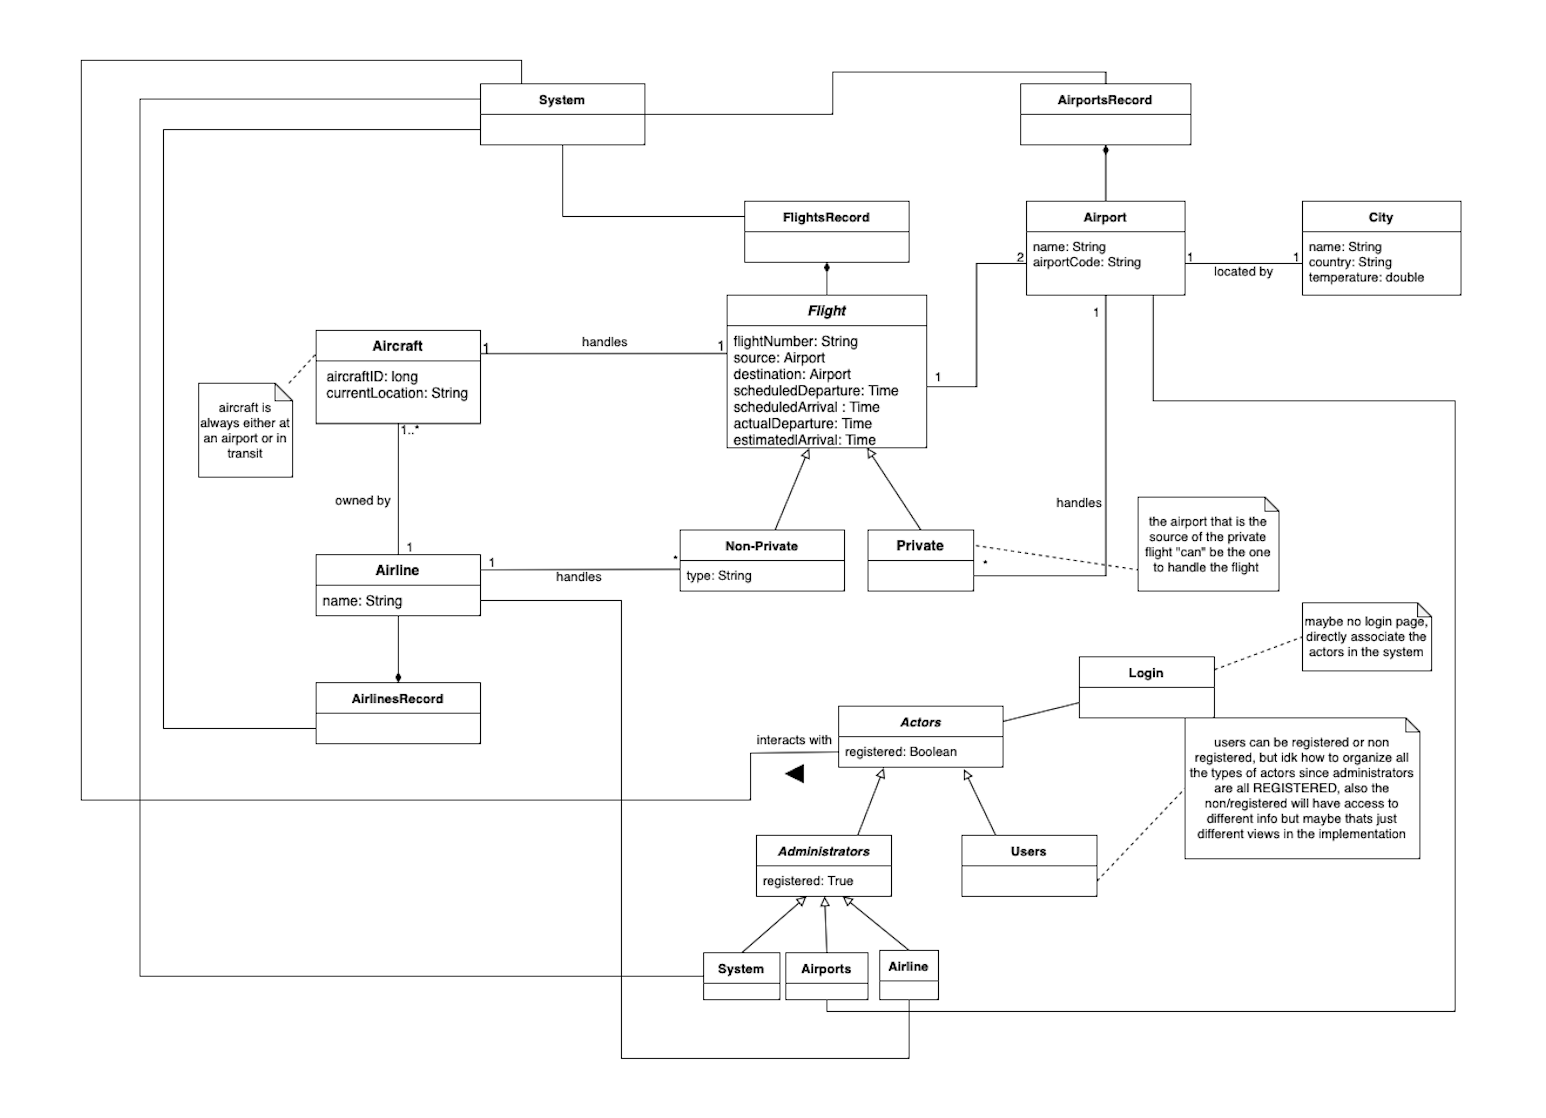 System
AirportsRecord
FlightsRecord
Airport
name: String
airportCode: String
City
name: String
country: String
temperature: double
2
1
1
located by
1
Flight
flightNumber: String
source: Airport
destination: Airport
scheduledDeparture: Time
scheduledArrival : Time
actualDeparture: Time
estimatedlArrival: Time
1
Aircraft
aircraftID: long
currentLocation: String
1
handles
1
aircraft is
always either at
an airport or in
transit
1..*
owned by
1
Airline
name: String
1
handles
*
Non-Private
type: String
Private
*
handles
the airport that is the
source of the private
flight "can" be the one
to handle the flight
AirlinesRecord
maybe no login page,
directly associate the
actors in the system
Login
Actors
registered: Boolean
interacts with
users can be registered or non
registered, but idk how to organize all
the types of actors since administrators
are all REGISTERED, also the
non/registered will have access to
different info but maybe thats just
different views in the implementation
Administrators
registered: True
Users
System
Airports
Airline